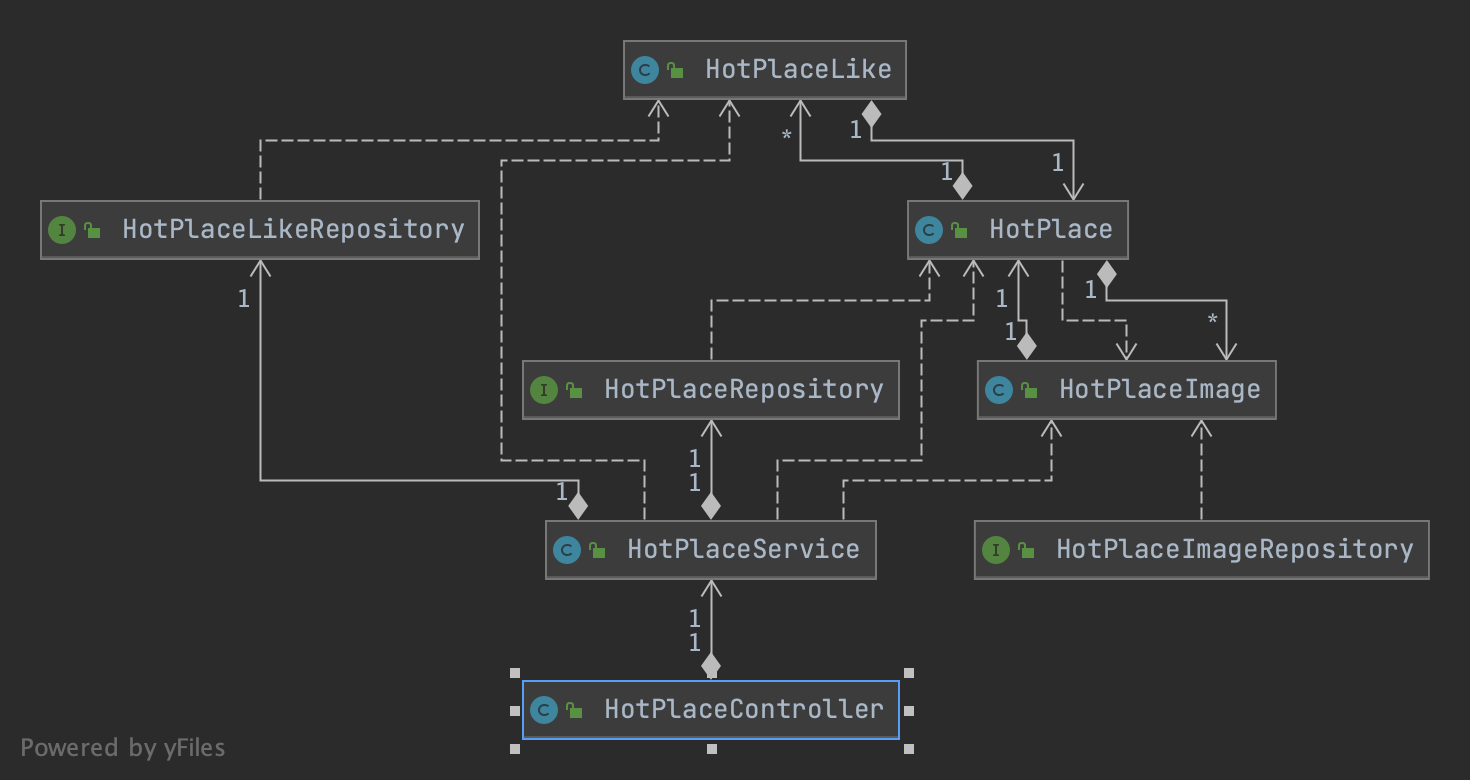 C HotPlaceLike
* 1 1 1
I HotPlaceLikeRepository
C HotPlace
1 1 1
1 *
I HotPlaceRepository
C HotPlaceImage
1
1 1
C HotPlaceService
I HotPlaceImageRepository
1
1
C HotPlaceController
Powered by yFiles